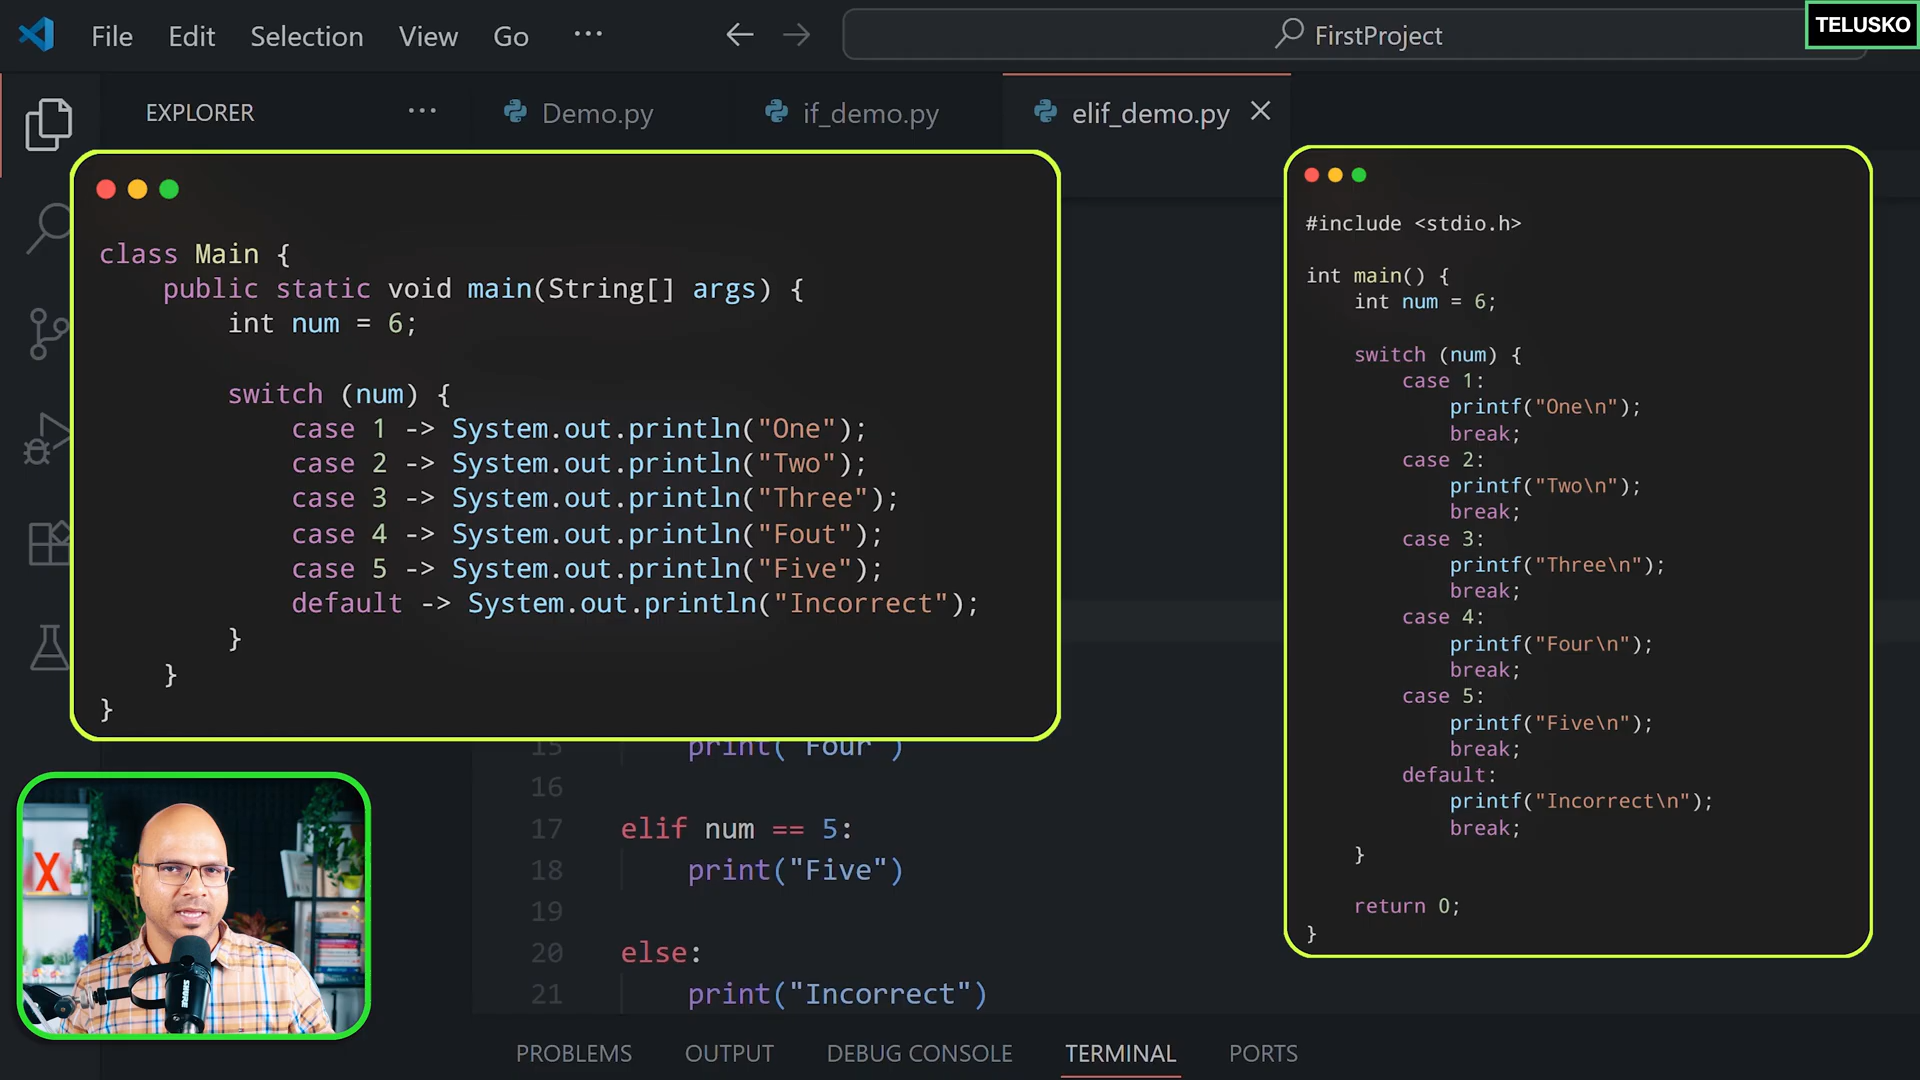 File Edit Selection View Go ...
FirstProject
TELUSKO
EXPLORER ...
Demo.py
if_demo.py
elif_demo.py
class Main {
public static void main(String[] args) {
int num = 6;
switch (num) {
case 1 -> System.out.println("One");
case 2 -> System.out.println("Two");
case 3 -> System.out.println("Three");
case 4 -> System.out.println("Fout");
case 5 -> System.out.println("Five");
default -> System.out.println("Incorrect");
}
}
}
#include <stdio.h>
int main() {
int num = 6;
switch (num) {
case 1:
printf("One\n");
break;
case 2:
printf("Two\n");
break;
case 3:
printf("Three\n");
break;
case 4:
printf("Four\n");
break;
case 5:
printf("Five\n");
break;
default:
printf("Incorrect\n");
break;
}
return 0;
}
15 print("Four")
16
17 elif num == 5:
18 print("Five")
19
20 else:
21 print("Incorrect")
X
SHURE
PROBLEMS OUTPUT DEBUG CONSOLE TERMINAL PORTS